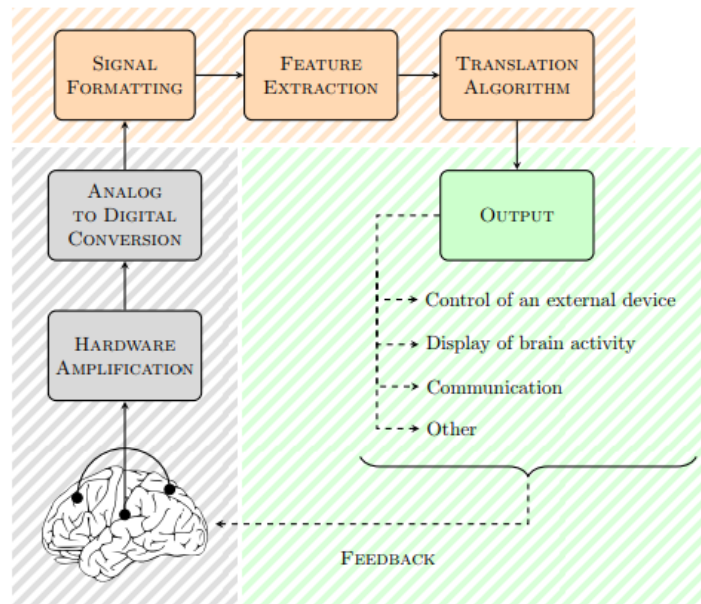 SIGNAL
FORMATTING
FEATURE
EXTRACTION
TRANSLATION
ALGORITHM
ANALOG
TO DIGITAL
CONVERSION
OUTPUT
Control of an external device
HARDWARE
AMPLIFICATION
Display of brain activity
Communication
Other
FEEDBACK